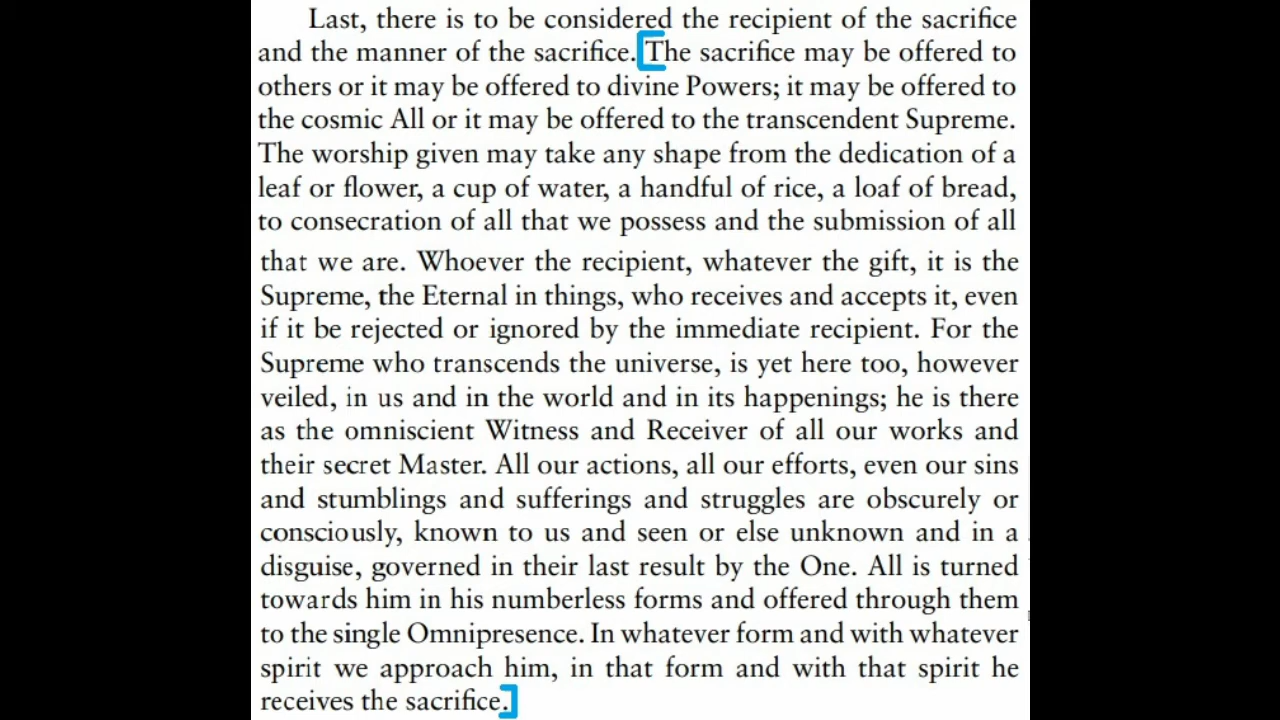 Last, there is to be considered the recipient of the sacrifice
and the manner of the sacrifice. [The sacrifice may be offered to
others or it may be offered to divine Powers; it may be offered to
the cosmic All or it may be offered to the transcendent Supreme.
The worship given may take any shape from the dedication of a
leaf or flower, a cup of water, a handful of rice, a loaf of bread,
to consecration of all that we possess and the submission of all
that we are. Whoever the recipient, whatever the gift, it is the
Supreme, the Eternal in things, who receives and accepts it, even
if it be rejected or ignored by the immediate recipient. For the
Supreme who transcends the universe, is yet here too, however
veiled, in us and in the world and in its happenings; he is there
as the omniscient Witness and Receiver of all our works and
their secret Master. All our actions, all our efforts, even our sins
and stumblings and sufferings and struggles are obscurely or
consciously, known to us and seen or else unknown and in a
disguise, governed in their last result by the One. All is turned
towards him in his numberless forms and offered through them
to the single Omnipresence. In whatever form and with whatever
spirit we approach him, in that form and with that spirit he
receives the sacrifice.]